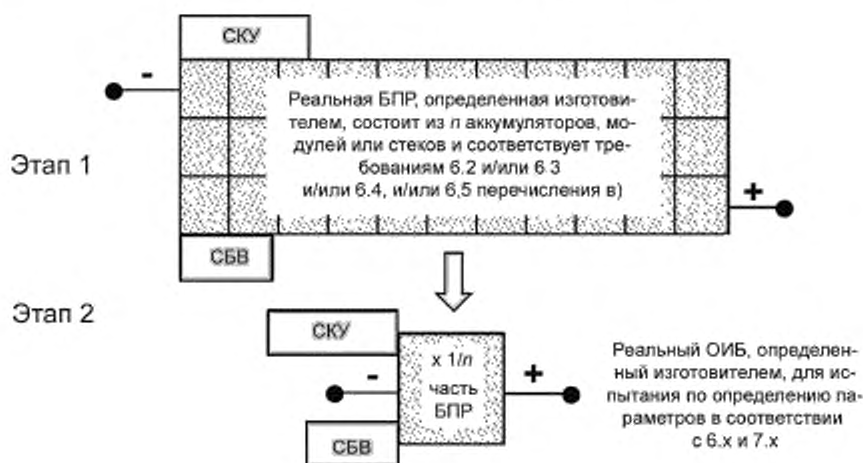 СКУ
-
Реальная БПР, определенная изготови-
телем, состоит из n аккумуляторов, мо-
дулей или стеков и соответствует тре-
бованиям 6.2 и/или 6.3
и/или 6.4, и/или 6,5 перечисления в)
Этап 1
+
СБВ
Этап 2
СКУ
х 1/n
часть
БПР
-
+
СБВ
Реальный ОИБ, определен-
ный изготовителем, для ис-
пытания по определению па-
раметров в соответствии
с 6.х и 7.х